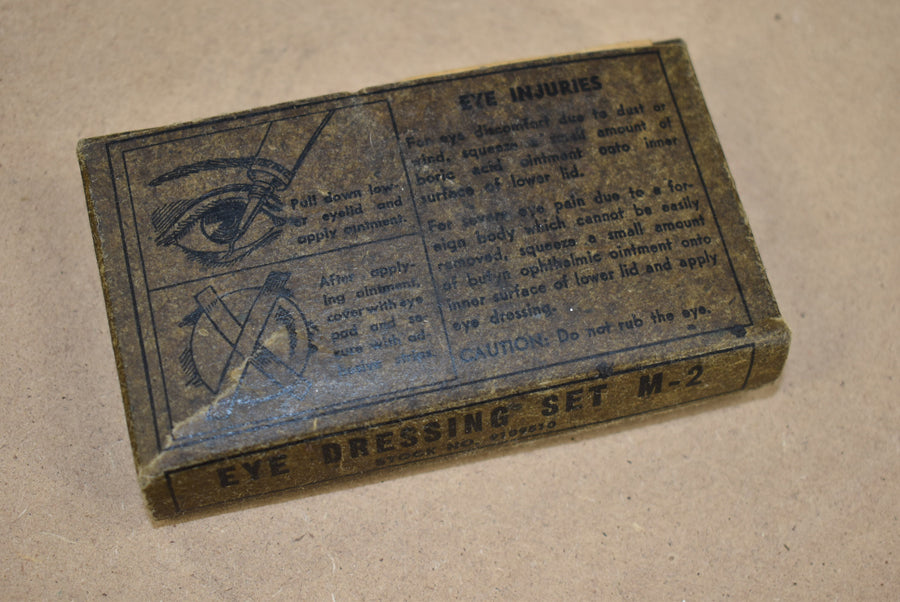 Pull down low-
er eyelid and
apply ointment.
After apply-
ing ointment,
cover with eye
pad and se-
cure with ad-
EYE INJURIES
For eye discomfort due to dust or
wind, squeeze a small amount of
boric acid ointment onto inner
surface of lower lid.
For severe eye pain due to a for-
eign body which cannot be easily
removed, squeeze a small amount
of butyn ophthalmic ointment onto
inner surface of lower lid and apply
eye dressing.
CAUTION: Do not rub the eye.
EYE DRESSING SET M-2
STOCK NO.